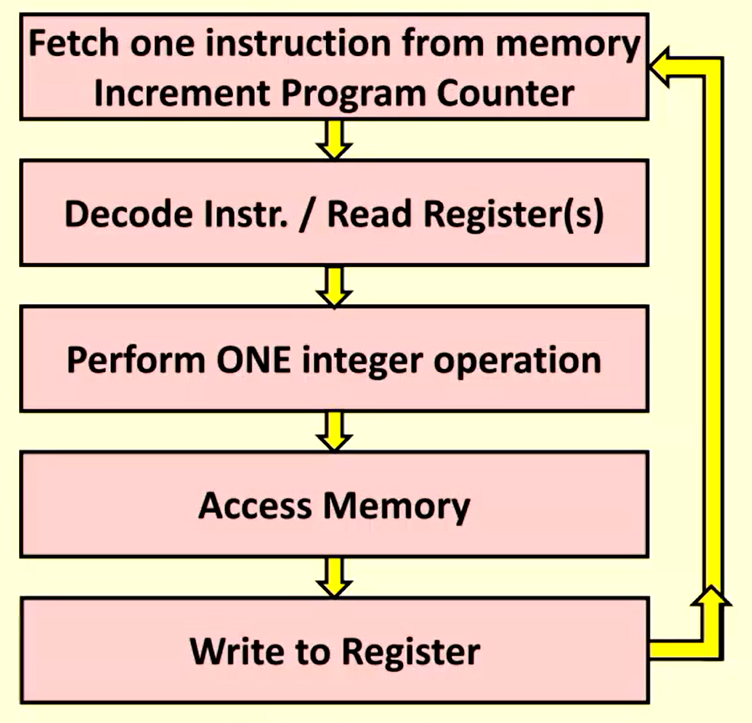 Fetch one instruction from memory
Increment Program Counter
Decode Instr. / Read Register(s)
Perform ONE integer operation
Access Memory
Write to Register